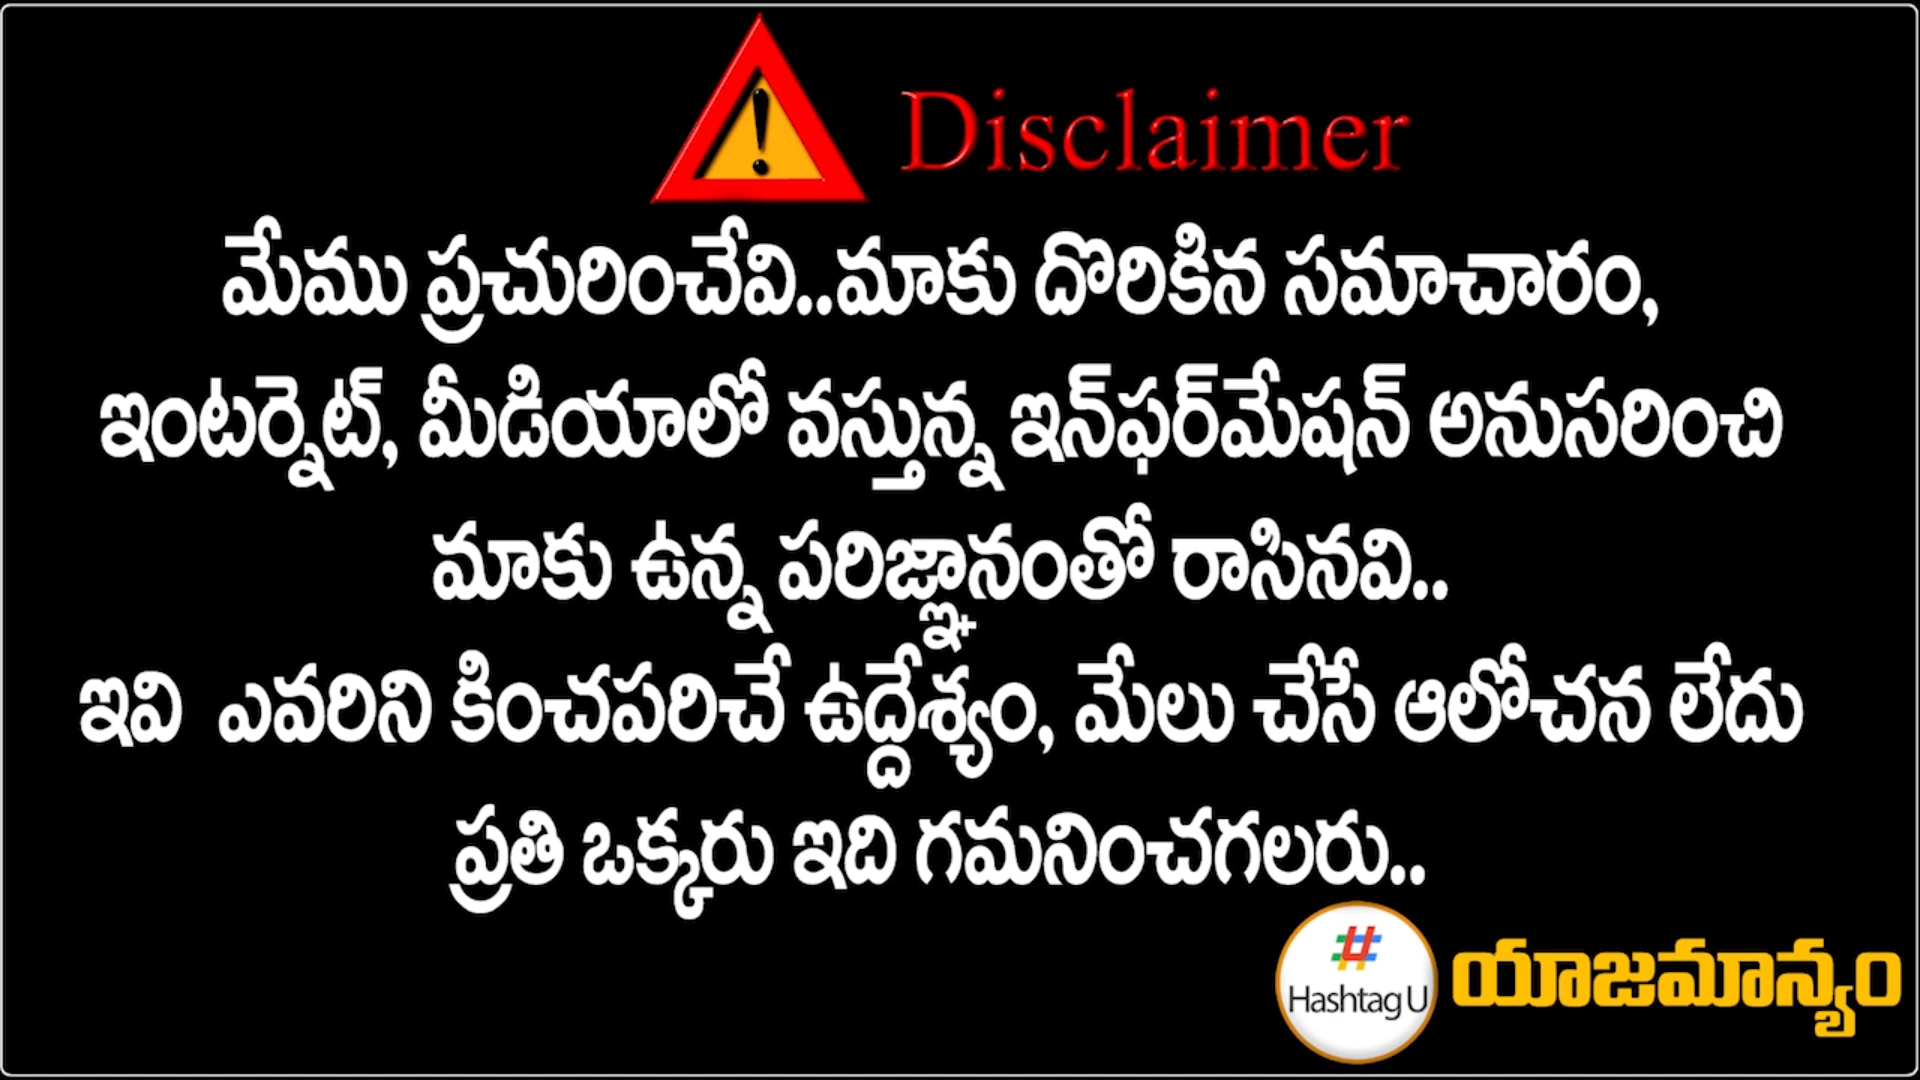 Disclaimer
మేము ప్రచురించేవి..మాకు దొరికిన సమాచారం,
ఇంటర్నెట్, మీడియాలో వస్తున్న ఇన్‌ఫర్‌మేషన్ అనుసరించి
మాకు ఉన్న పరిజ్ఞానంతో రాసినవి..
ఇవి ఎవరిని కించపరిచే ఉద్దేశ్యం, మేలు చేసే ఆలోచన లేదు
ప్రతి ఒక్కరు ఇది గమనించగలరు..
#
Hashtag U యాజమాన్యం